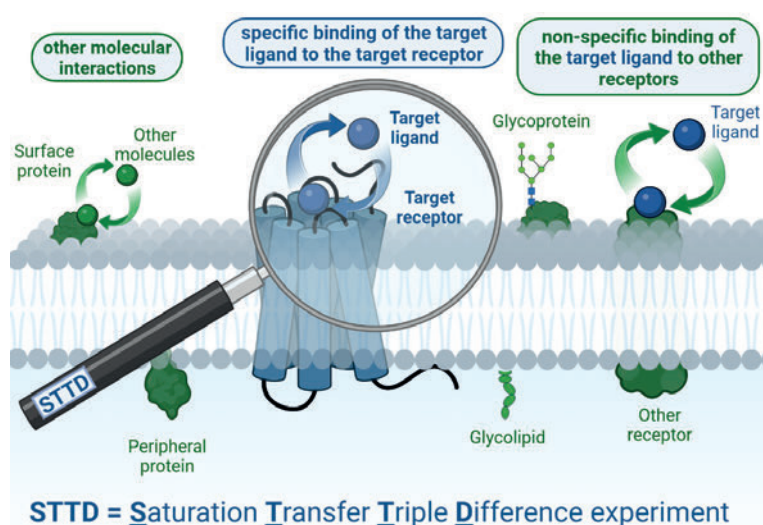 other molecular
interactions
specific binding of the target
ligand to the target receptor
non-specific binding of
the target ligand to other
receptors
Surface
protein
Other
molecules
Target
ligand
Target
receptor
Glycoprotein
Target
ligand
STTD
Peripheral
protein
Glycolipid
Other
receptor
STTD = Saturation Transfer Triple Difference experiment